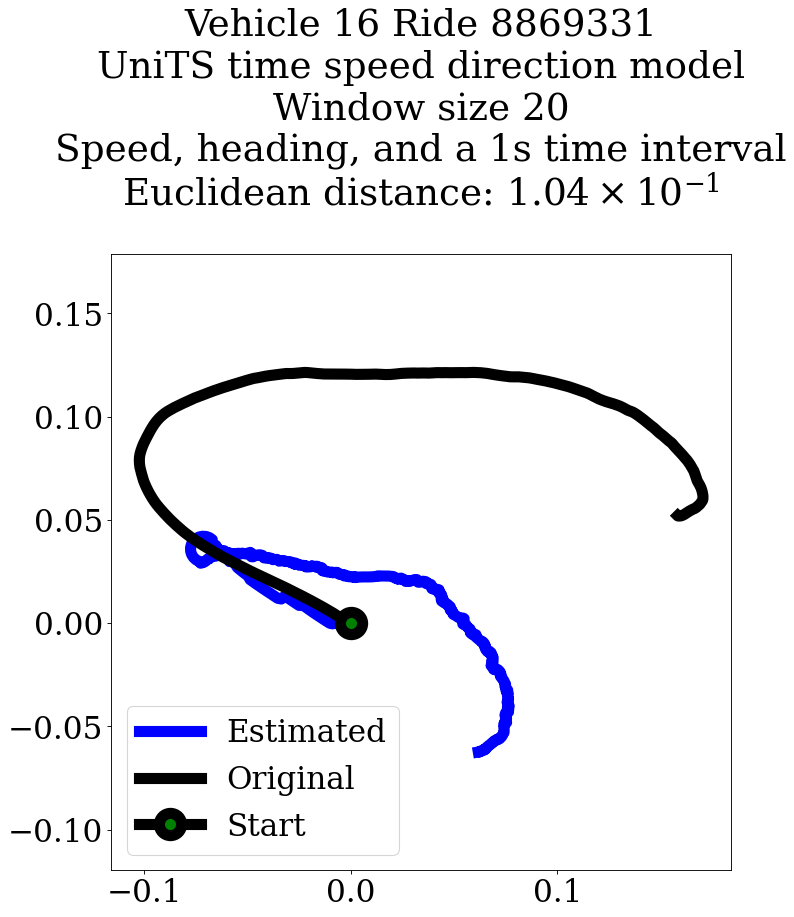 Vehicle 16 Ride 8869331
UniTS time speed direction model
Window size 20
Speed, heading, and a 1s time interval
Euclidean distance: 1.04 × 10⁻¹
0.15
0.10
0.05
0.00
−0.05
−0.10
Estimated
Original
Start
−0.1 0.0 0.1